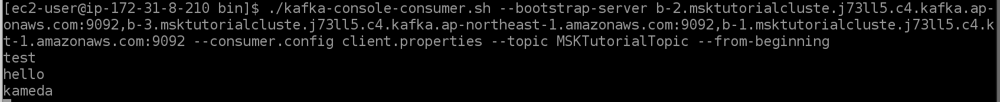 [ec2-user@ip-172-31-8-210 bin]$ ./kafka-console-consumer.sh --bootstrap-server b-2.msktutorialcluste.j73ll5.c4.kafka.ap-
onaws.com:9092,b-3.msktutorialcluste.j73ll5.c4.kafka.ap-northeast-1.amazonaws.com:9092,b-1.msktutorialcluste.j73ll5.c4.k
t-1.amazonaws.com:9092 --consumer.config client.properties --topic MSKTutorialTopic --from-beginning
test
hello
kameda